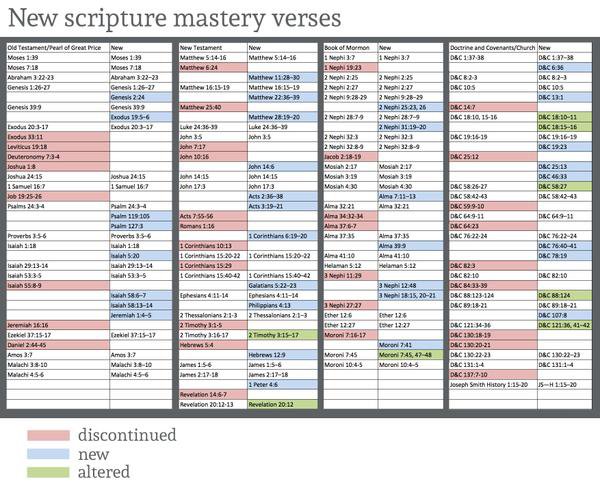 New scripture mastery verses
Old Testament/Pearl of Great Price New New Testament New Book of Mormon New Doctrine and Covenants/Church New
Moses 1:39 Moses 1:39 Matthew 5:14-16 Matthew 5:14–16 1 Nephi 3:7 1 Nephi 3:7 D&C 1:37-38 D&C 1:37–38
Moses 7:18 Moses 7:18 Matthew 6:24 1 Nephi 19:23 D&C 6:36
Abraham 3:22-23 Abraham 3:22–23 Matthew 11:28–30 2 Nephi 2:25 2 Nephi 2:25 D&C 8:2-3 D&C 8:2–3
Genesis 1:26-27 Genesis 1:26–27 Matthew 16:15-19 Matthew 16:15–19 2 Nephi 2:27 2 Nephi 2:27 D&C 10:5 D&C 10:5
Genesis 2:24 Matthew 22:36–39 2 Nephi 9:28-29 2 Nephi 9:28–29 D&C 13:1
Genesis 39:9 Genesis 39:9 Matthew 25:40 2 Nephi 25:23, 26 D&C 14:7
Exodus 19:5–6 Matthew 28:19–20 2 Nephi 28:7-9 2 Nephi 28:7–9 D&C 18:10, 15-16 D&C 18:10–11
Exodus 20:3-17 Exodus 20:3–17 Luke 24:36-39 Luke 24:36–39 2 Nephi 31:19–20 D&C 18:15–16
Exodus 33:11 John 3:5 John 3:5 2 Nephi 32:3 2 Nephi 32:3 D&C 19:16-19 D&C 19:16–19
Leviticus 19:18 John 7:17 2 Nephi 32:8-9 2 Nephi 32:8–9 D&C 19:23
Deuteronomy 7:3-4 John 10:16 Jacob 2:18-19 D&C 25:12
Joshua 1:8 John 14:6 Mosiah 2:17 Mosiah 2:17 D&C 25:13
Joshua 24:15 Joshua 24:15 John 14:15 John 14:15 Mosiah 3:19 Mosiah 3:19 D&C 46:33
1 Samuel 16:7 1 Samuel 16:7 John 17:3 John 17:3 Mosiah 4:30 Mosiah 4:30 D&C 58:26-27 D&C 58:27
Job 19:25-26 Acts 2:36–38 Alma 7:11–13 D&C 58:42-43 D&C 58:42–43
Psalms 24:3-4 Psalm 24:3–4 Acts 3:19–21 Alma 32:21 Alma 32:21 D&C 59:9-10
Psalm 119:105 Acts 7:55-56 Alma 34:32-34 D&C 64:9-11 D&C 64:9–11
Psalm 127:3 Romans 1:16 Alma 37:6-7 D&C 64:23
Proverbs 3:5-6 Proverbs 3:5–6 1 Corinthians 6:19–20 Alma 37:35 Alma 37:35 D&C 76:22-24 D&C 76:22–24
Isaiah 1:18 Isaiah 1:18 1 Corinthians 10:13 Alma 39:9 D&C 76:40–41
Isaiah 5:20 1 Corinthians 15:20-22 1 Corinthians 15:20–22 Alma 41:10 Alma 41:10 D&C 78:19
Isaiah 29:13-14 Isaiah 29:13–14 1 Corinthians 15:29 Helaman 5:12 Helaman 5:12 D&C 82:3
Isaiah 53:3-5 Isaiah 53:3–5 1 Corinthians 15:40-42 1 Corinthians 15:40–42 3 Nephi 11:29 D&C 82:10 D&C 82:10
Isaiah 55:8-9 Galatians 5:22–23 3 Nephi 12:48 D&C 84:33-39
Isaiah 58:6–7 Ephesians 4:11-14 Ephesians 4:11–14 3 Nephi 18:15, 20–21 D&C 88:123-124 D&C 88:124
Isaiah 58:13–14 Philippians 4:13 3 Nephi 27:27 D&C 89:18-21 D&C 89:18–21
Jeremiah 1:4–5 2 Thessalonians 2:1-3 2 Thessalonians 2:1–3 Ether 12:6 Ether 12:6 D&C 107:8
Jeremiah 16:16 2 Timothy 3:1-5 Ether 12:27 Ether 12:27 D&C 121:34-36 D&C 121:36, 41–42
Ezekiel 37:15-17 Ezekiel 37:15–17 2 Timothy 3:16-17 2 Timothy 3:15–17 Moroni 7:16-17 D&C 130:18-19
Daniel 2:44-45 Hebrews 5:4 Moroni 7:41 D&C 130:20-21
Amos 3:7 Amos 3:7 Hebrews 12:9 Moroni 7:45 Moroni 7:45, 47–48 D&C 130:22-23 D&C 130:22–23
Malachi 3:8-10 Malachi 3:8–10 James 1:5-6 James 1:5–6 Moroni 10:4-5 Moroni 10:4–5 D&C 131:1-4 D&C 131:1–4
Malachi 4:5-6 Malachi 4:5–6 James 2:17-18 James 2:17–18 D&C 137:7-10
1 Peter 4:6 Joseph Smith History 1:15-20 JS—H 1:15–20
Revelation 14:6-7
Revelation 20:12-13 Revelation 20:12
discontinued
new
altered